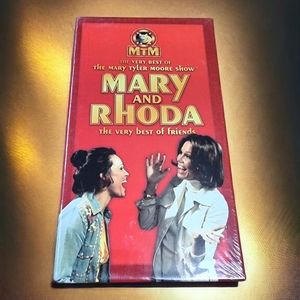 MTM
THE VERY BEST OF
THE MARY TYLER MOORE SHOW
MARY
AND
RHODA
THE VERY BEST OF FRIENDS